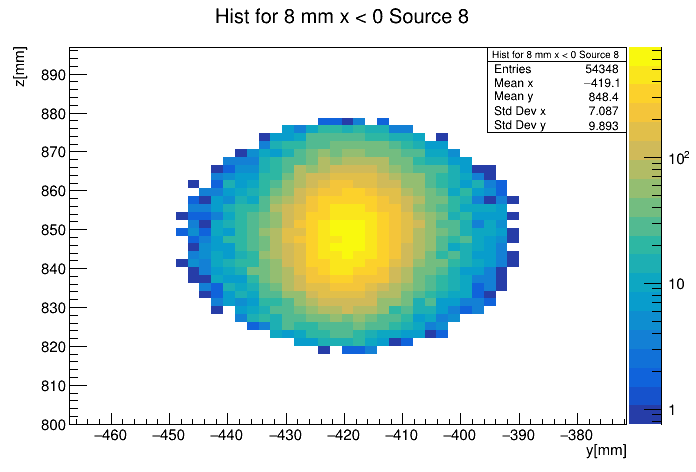 Hist for 8 mm x < 0 Source 8
z[mm]
Hist for 8 mm x < 0 Source 8
Entries 54348
Mean x −419.1
Mean y 848.4
Std Dev x 7.087
Std Dev y 9.893
890
880
870
860
850
840
830
820
810
800
10²
10
1
−460 −450 −440 −430 −420 −410 −400 −390 −380
y[mm]